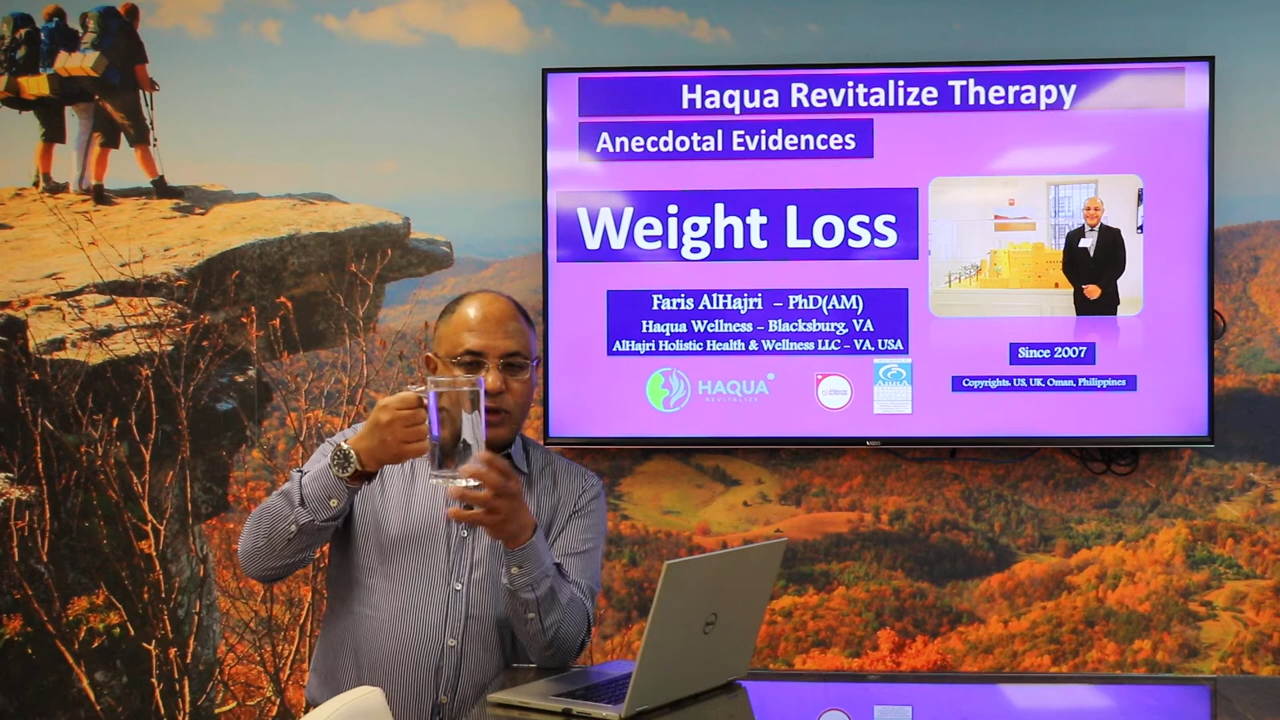 Haqua Revitalize Therapy
Anecdotal Evidences
Weight Loss
Faris AlHajri – PhD(AM)
Haqua Wellness – Blacksburg, VA
AlHajri Holistic Health & Wellness LLC – VA, USA
Since 2007
Copyrights. US, UK, Oman, Philippines
HAQUA®
REVITALIZE
DELL